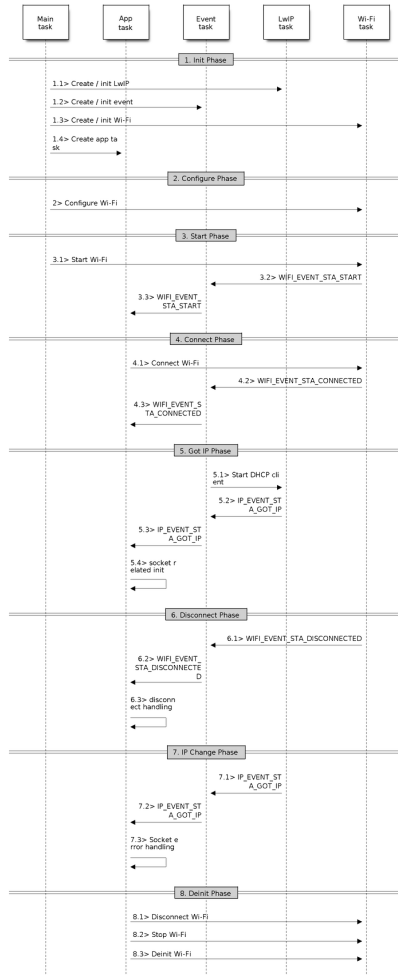 Main
task
App
task
Event
task
LwIP
task
Wi-Fi
task
1. Init Phase
1.1> Create / init LwIP
1.2> Create / init event
1.3> Create / init Wi-Fi
1.4> Create app ta
sk
2. Configure Phase
2> Configure Wi-Fi
3. Start Phase
3.1> Start Wi-Fi
3.2> WIFI_EVENT_STA_START
3.3> WIFI_EVENT_
STA_START
4. Connect Phase
4.1> Connect Wi-Fi
4.2> WIFI_EVENT_STA_CONNECTED
4.3> WIFI_EVENT_S
TA_CONNECTED
5. Got IP Phase
5.1> Start DHCP cli
ent
5.2> IP_EVENT_ST
A_GOT_IP
5.3> IP_EVENT_ST
A_GOT_IP
5.4> socket r
elated init
6. Disconnect Phase
6.1> WIFI_EVENT_STA_DISCONNECTED
6.2> WIFI_EVENT_
STA_DISCONNECTE
D
6.3> disconn
ect handling
7. IP Change Phase
7.1> IP_EVENT_ST
A_GOT_IP
7.2> IP_EVENT_ST
A_GOT_IP
7.3> Socket e
rror handling
8. Deinit Phase
8.1> Disconnect Wi-Fi
8.2> Stop Wi-Fi
8.3> Deinit Wi-Fi